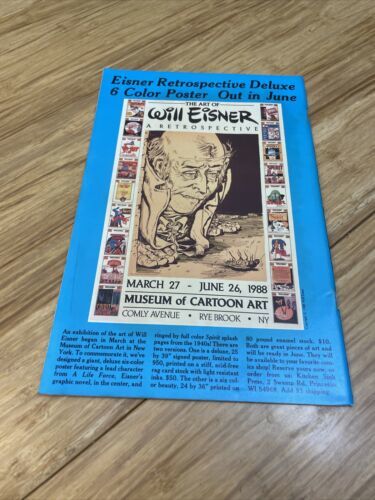 Eisner Retrospective Deluxe
6 Color Poster Out in June
THE ART OF
Will EISNER
A RETROSPECTIVE
MARCH 27 - JUNE 26, 1988
MUSEUM of CARTOON ART
COMLY AVENUE • RYE BROOK • NY
An exhibition of the art of Will
Eisner began in March at the
Museum of Cartoon Art in New
York. To commemorate it, we've
designed a giant, deluxe six-color
poster featuring a lead character
from A Life Force, Eisner's
graphic novel, in the center, and
ringed by full color Spirit splash
pages from the 1940s! There are
two versions. One is a deluxe, 25
by 39" signed poster, limited to
950, printed on a stiff, acid-free
rag card stock with light resistant
inks. $50. The other is a six col-
or beauty, 24 by 36" printed on
80 pound enamel stock. $10.
Both are great pieces of art and
will be ready in June. They will
be available to your favorite com-
ics shop! Reserve yours now, or
order from us: Kitchen Sink
Press, 2 Swamp Rd, Princeton
WI 54968. Add $3 shipping.